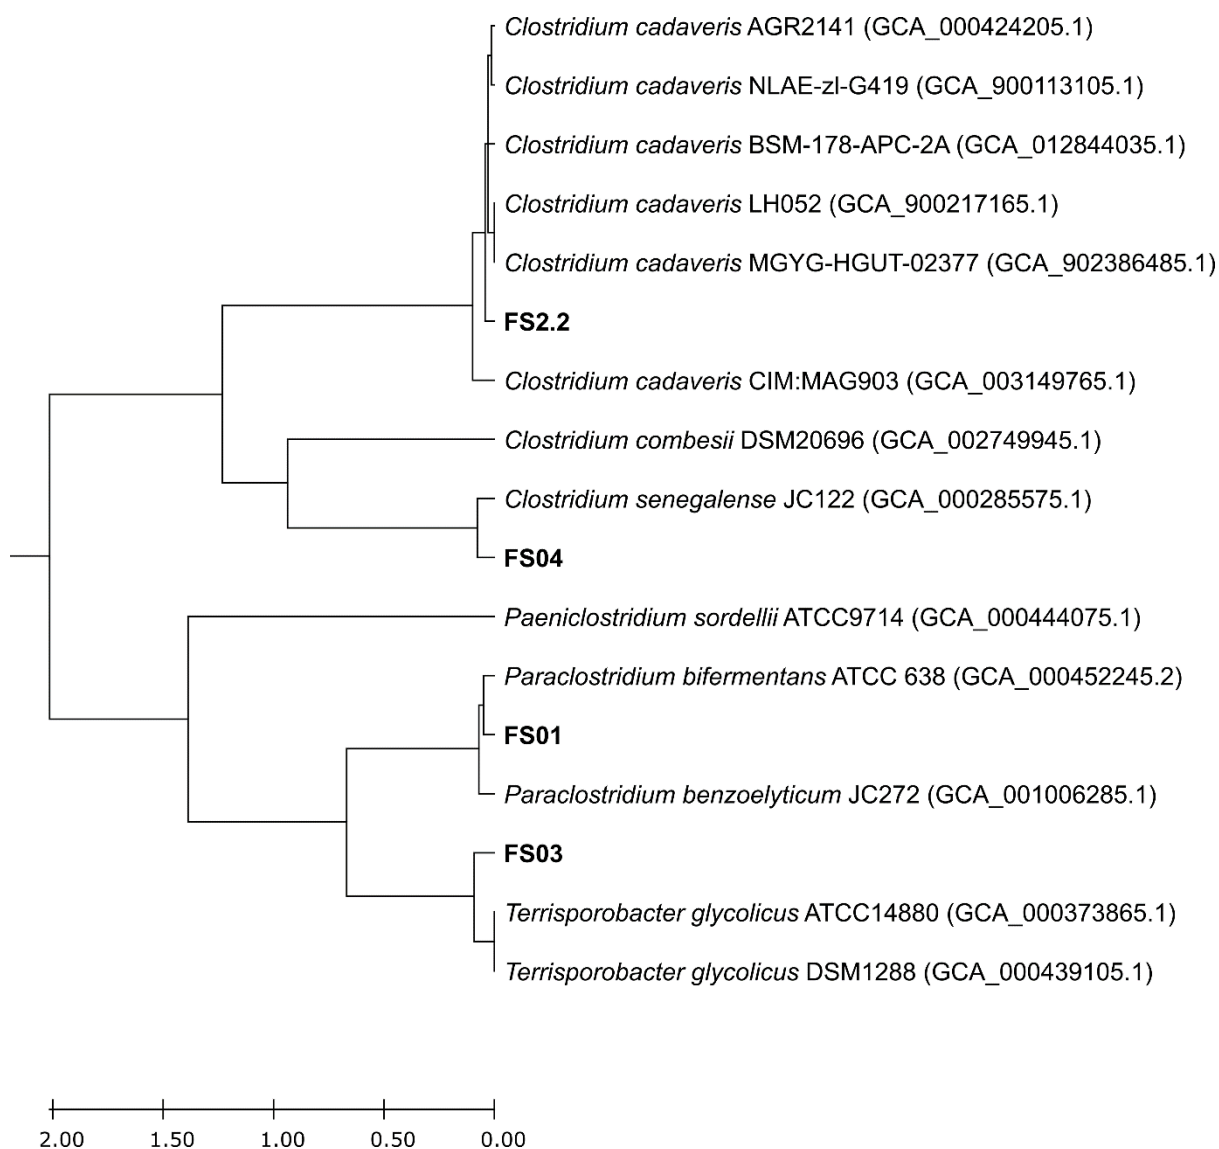 Clostridium cadaveris AGR2141 (GCA_000424205.1)
Clostridium cadaveris NLAE-zl-G419 (GCA_900113105.1)
Clostridium cadaveris BSM-178-APC-2A (GCA_012844035.1)
Clostridium cadaveris LH052 (GCA_900217165.1)
Clostridium cadaveris MGYG-HGUT-02377 (GCA_902386485.1)
FS2.2
Clostridium cadaveris CIM:MAG903 (GCA_003149765.1)
Clostridium combesii DSM20696 (GCA_002749945.1)
Clostridium senegalense JC122 (GCA_000285575.1)
FS04
Paeniclostridium sordellii ATCC9714 (GCA_000444075.1)
Paraclostridium bifermentans ATCC 638 (GCA_000452245.2)
FS01
Paraclostridium benzoelyticum JC272 (GCA_001006285.1)
FS03
Terrisporobacter glycolicus ATCC14880 (GCA_000373865.1)
Terrisporobacter glycolicus DSM1288 (GCA_000439105.1)
2.00 1.50 1.00 0.50 0.00